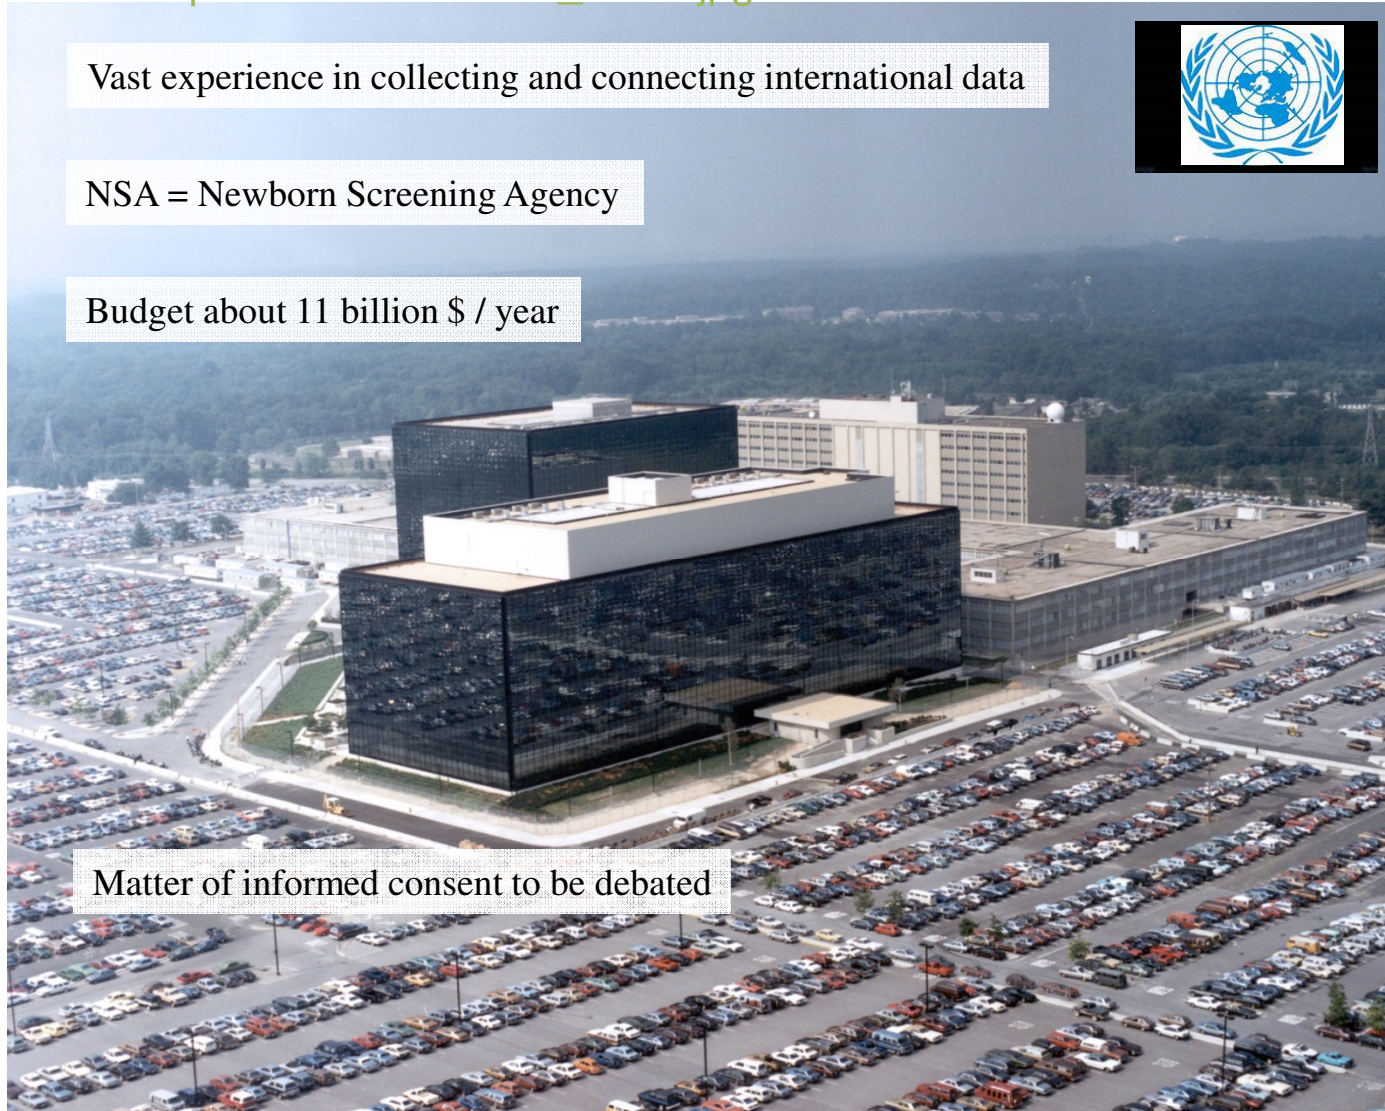 Vast experience in collecting and connecting international data
NSA = Newborn Screening Agency
Budget about 11 billion $ / year
Matter of informed consent to be debated